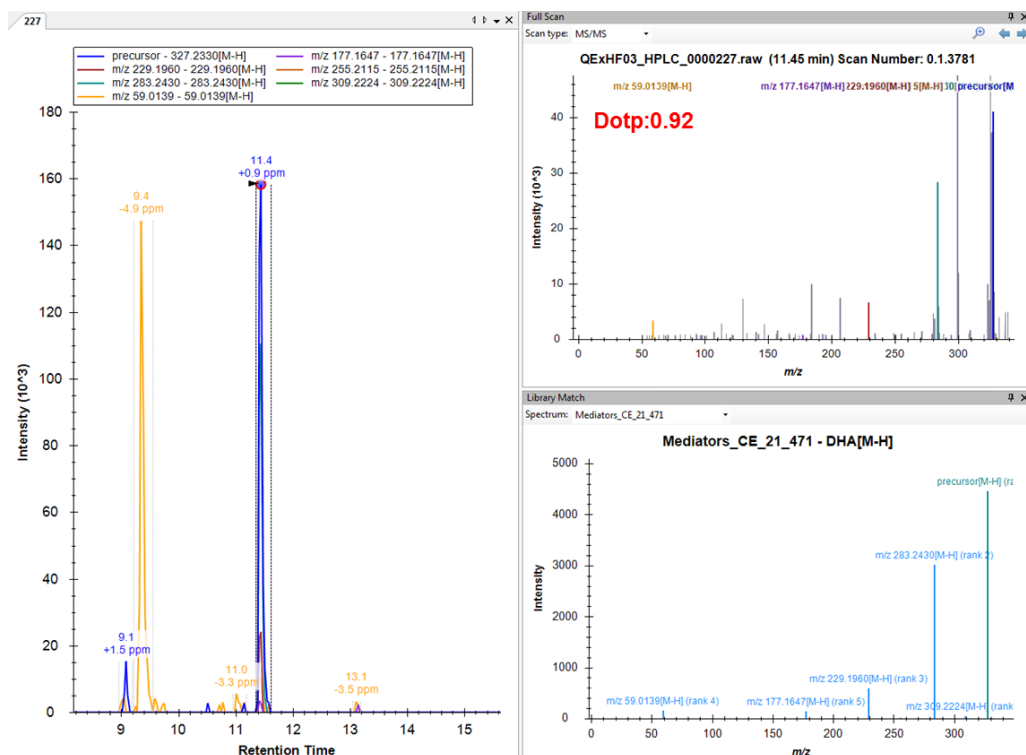 227
precursor - 327.2330[M-H]
m/z 177.1647 - 177.1647[M-H]
m/z 229.1960 - 229.1960[M-H]
m/z 255.2115 - 255.2115[M-H]
m/z 283.2430 - 283.2430[M-H]
m/z 309.2224 - 309.2224[M-H]
m/z 59.0139 - 59.0139[M-H]
Intensity (10^3)
180
160
140
120
100
80
60
40
20
0
9.4
-4.9 ppm
11.4
+0.9 ppm
9.1
+1.5 ppm
11.0
-3.3 ppm
13.1
-3.5 ppm
9 10 11 12 13 14 15
Retention Time
Full Scan
Scan type: MS/MS
QExHF03_HPLC_0000227.raw (11.45 min) Scan Number: 0.1.3781
m/z 59.0139[M-H] m/z 177.1647[M-H] 229.1960[M-H] 5[M-H] precursor[M
Dotp:0.92
Intensity (10^3)
40
20
0
0 50 100 150 200 250 300
m/z
Library Match
Spectrum: Mediators_CE_21_471
Mediators_CE_21_471 - DHA[M-H]
Intensity
5000
4000
3000
2000
1000
0
precursor[M-H] (ra
m/z 283.2430[M-H] (rank 2)
m/z 229.1960[M-H] (rank 3)
m/z 59.0139[M-H] (rank 4)
m/z 177.1647[M-H] (rank 5)
m/z 309.2224[M-H] (rank
0 50 100 150 200 250 300
m/z